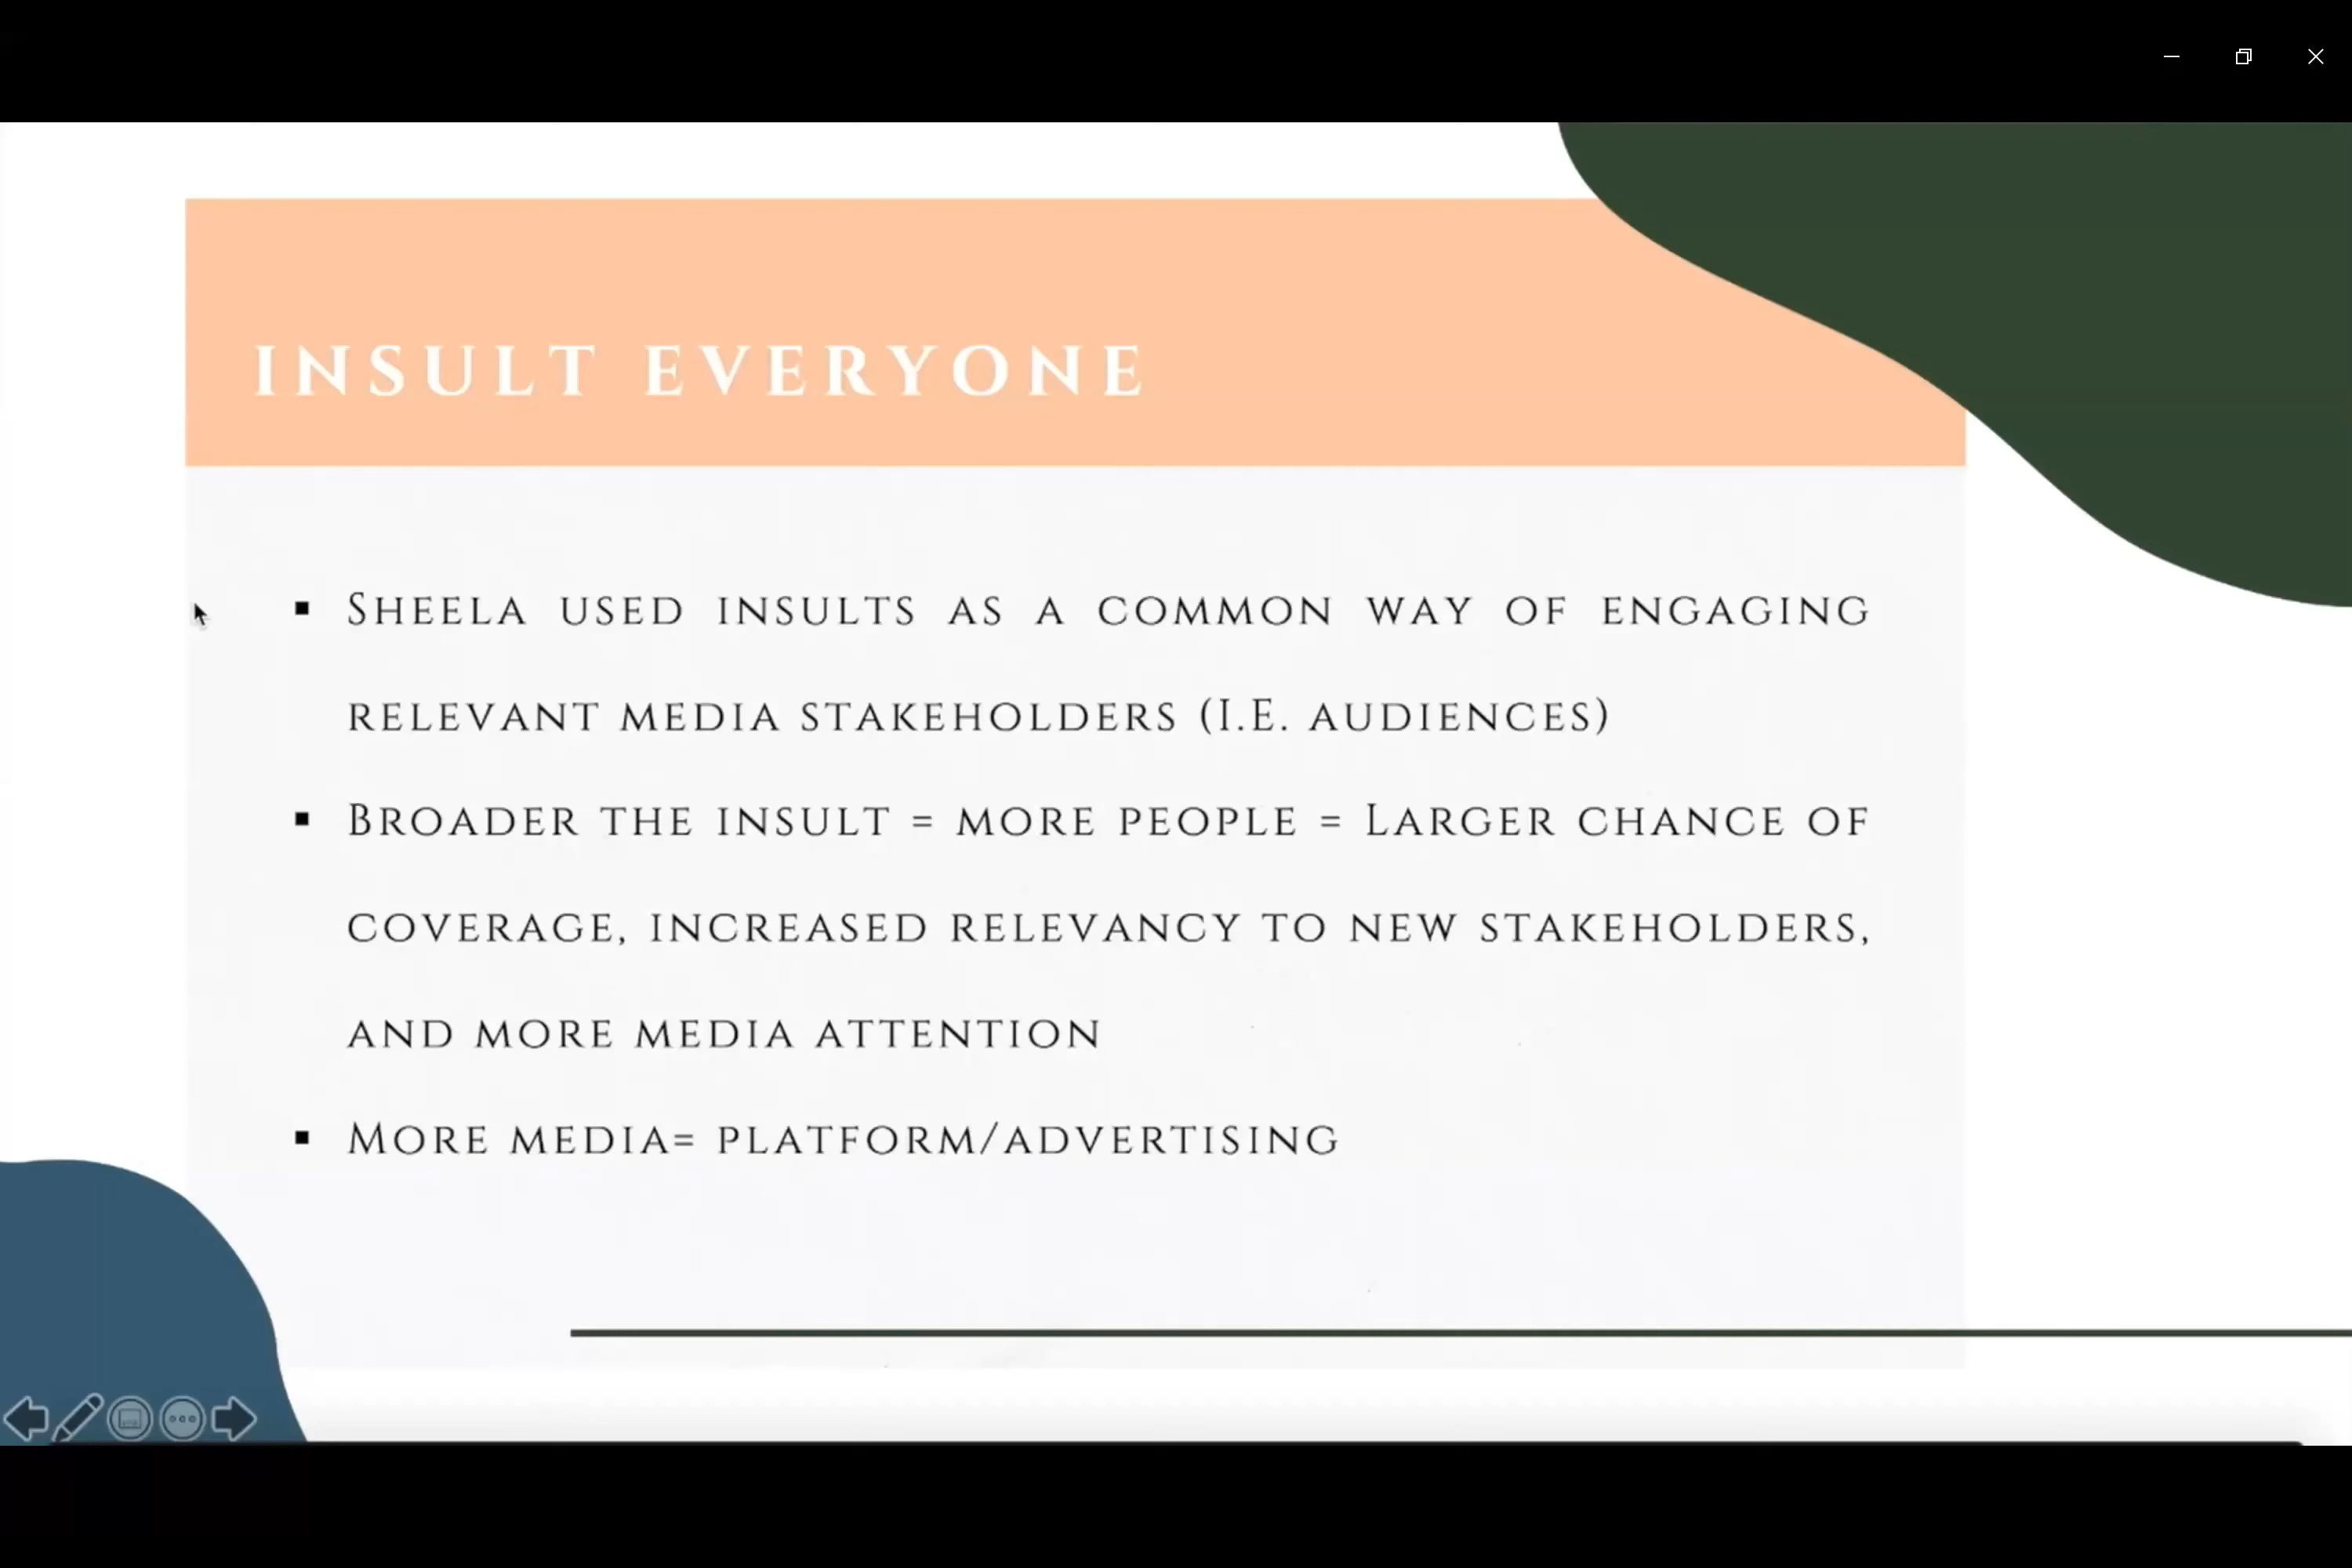 INSULT EVERYONE
▪ SHEELA USED INSULTS AS A COMMON WAY OF ENGAGING
RELEVANT MEDIA STAKEHOLDERS (I.E. AUDIENCES)
▪ BROADER THE INSULT = MORE PEOPLE = LARGER CHANCE OF
COVERAGE, INCREASED RELEVANCY TO NEW STAKEHOLDERS,
AND MORE MEDIA ATTENTION
▪ MORE MEDIA= PLATFORM/ADVERTISING